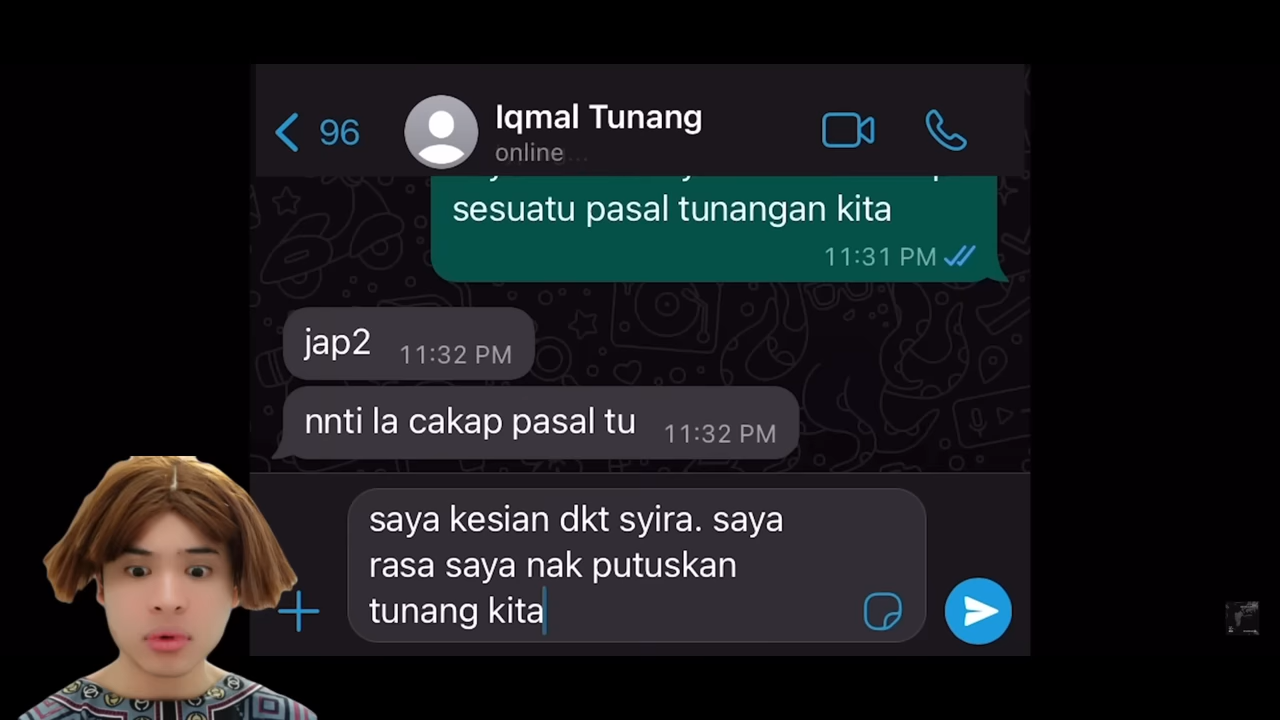 96
Iqmal Tunang
online
sesuatu pasal tunangan kita
11:31 PM
jap2
11:32 PM
nnti la cakap pasal tu
11:32 PM
saya kesian dkt syira. saya
rasa saya nak putuskan
tunang kita